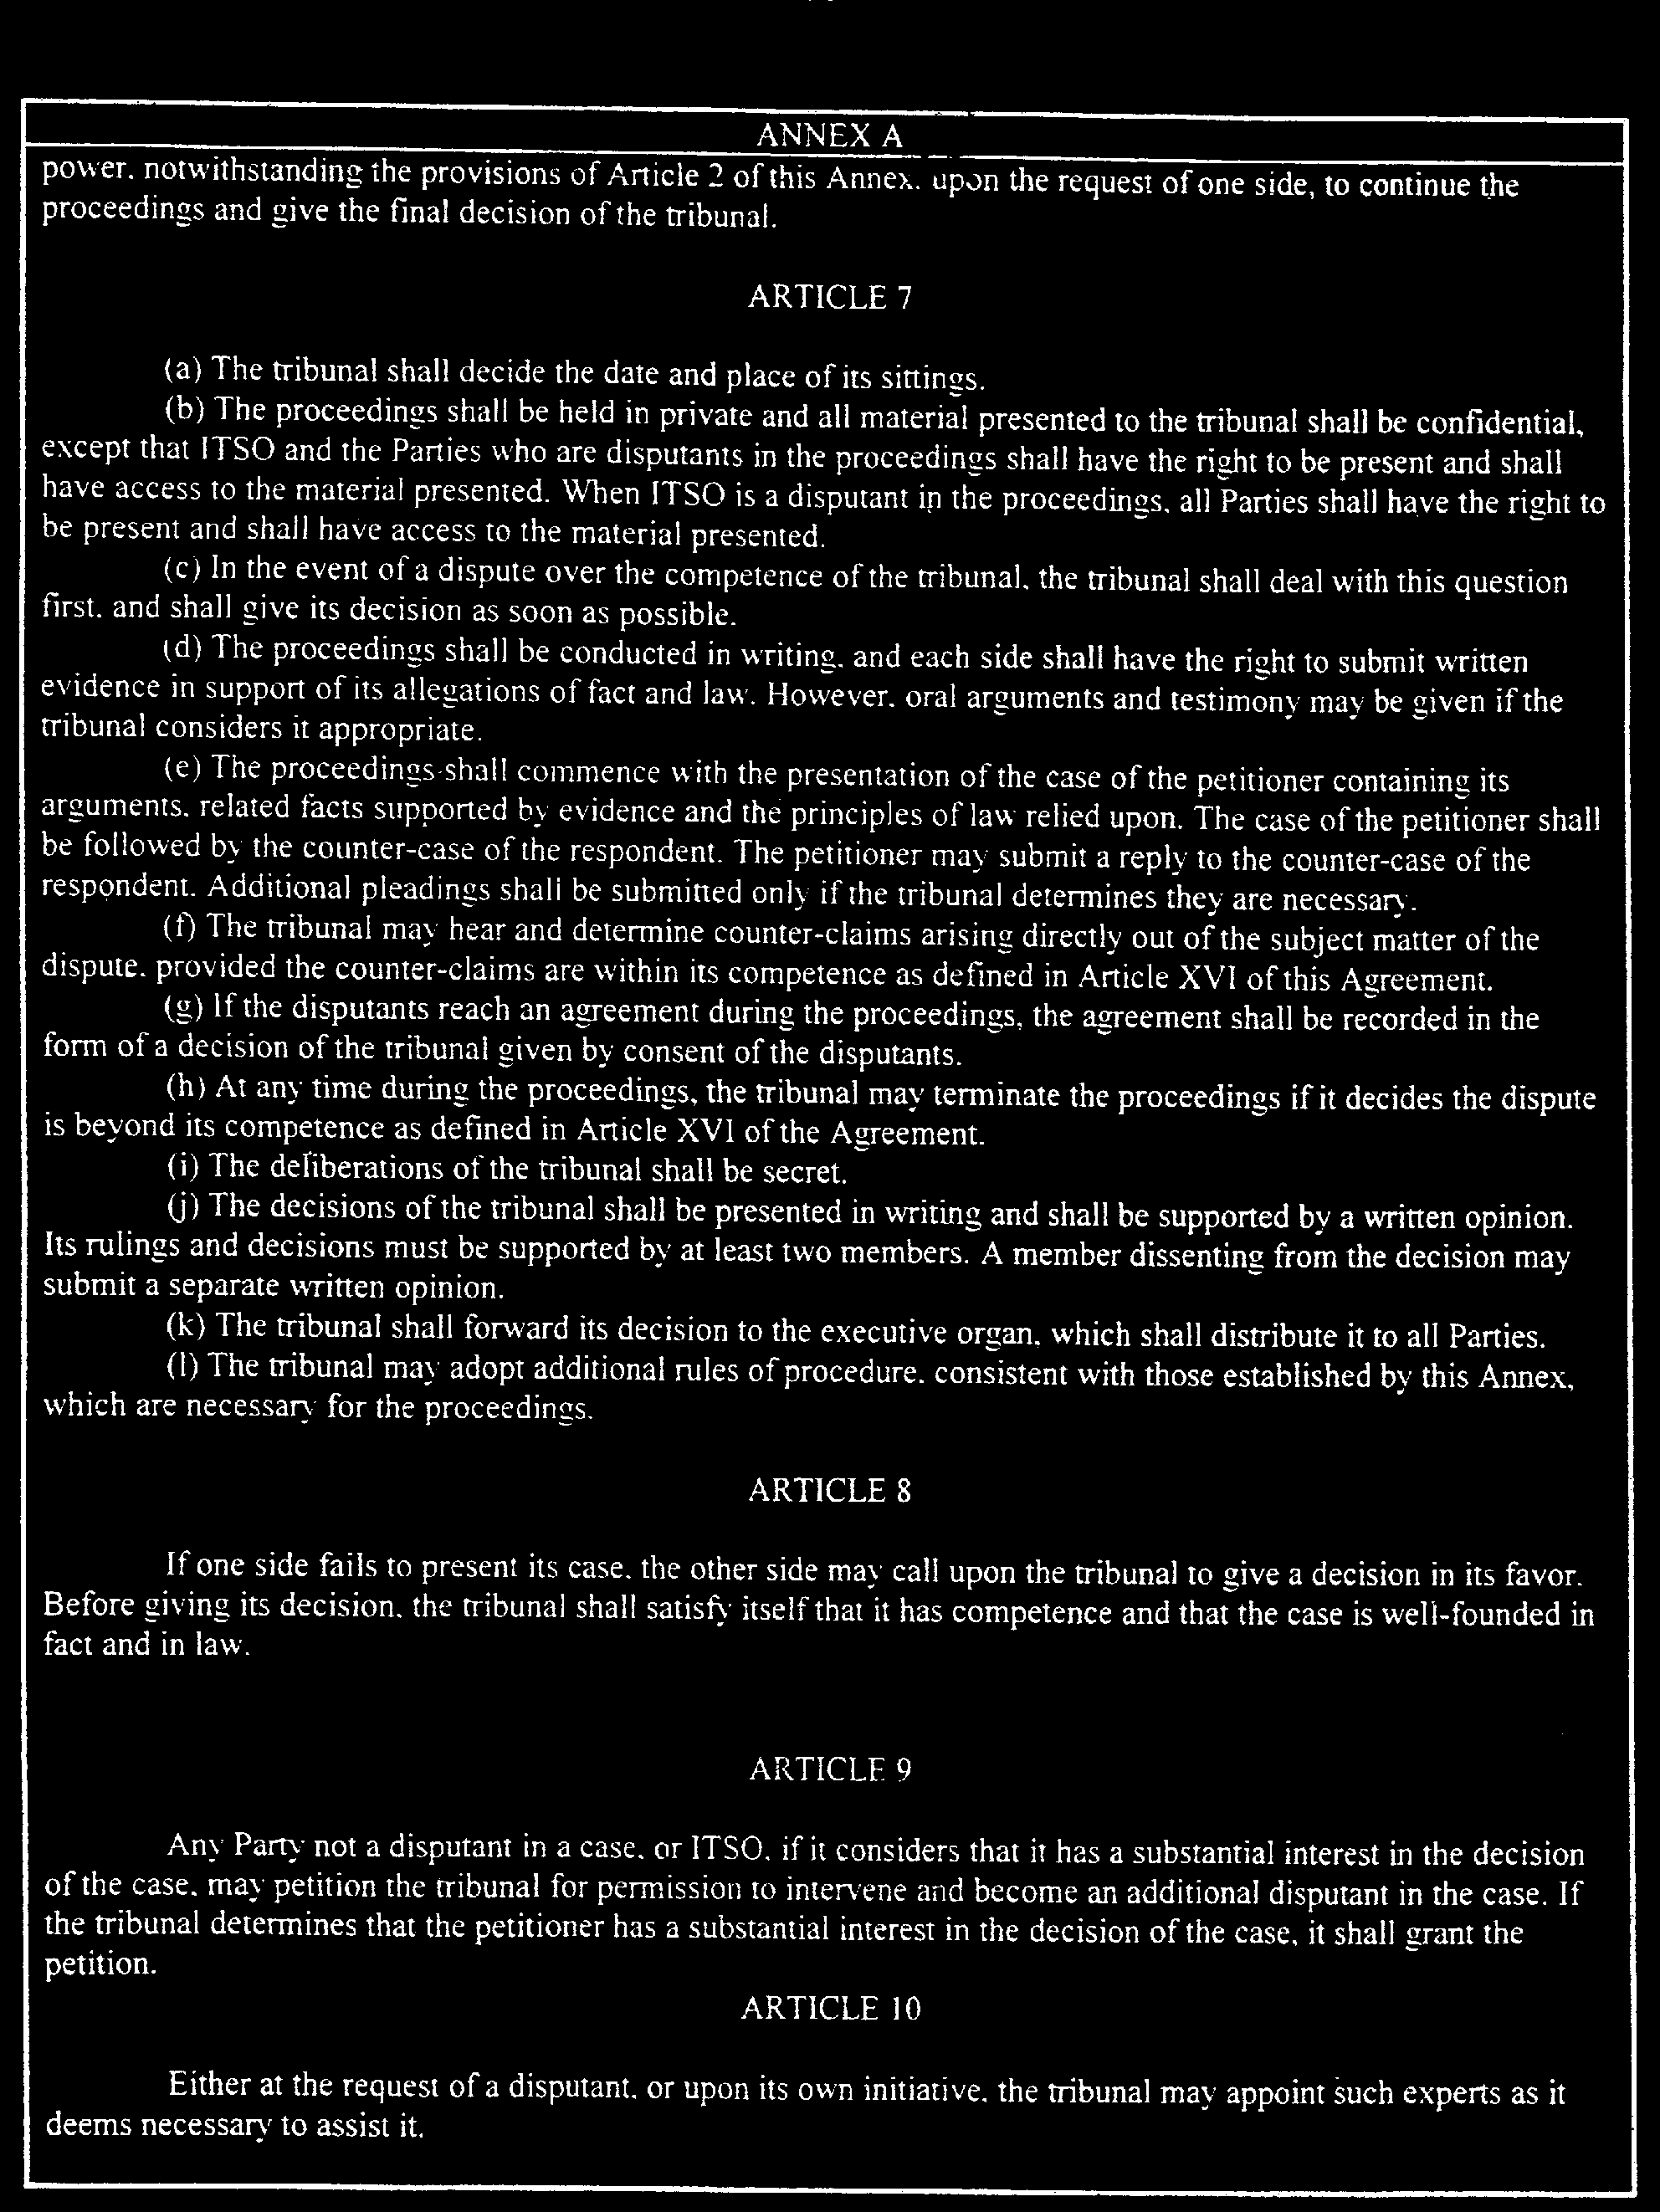 ANNEX A
power, notwithstanding the provisions of Article 2 of this Annex, upon the request of one side, to continue the
proceedings and give the final decision of the tribunal.
ARTICLE 7
(a) The tribunal shall decide the date and place of its sittings.
(b) The proceedings shall be held in private and all material presented to the tribunal shall be confidential,
except that ITSO and the Parties who are disputants in the proceedings shall have the right to be present and shall
have access to the material presented. When ITSO is a disputant in the proceedings, all Parties shall have the right to
be present and shall have access to the material presented.
(c) In the event of a dispute over the competence of the tribunal, the tribunal shall deal with this question
first, and shall give its decision as soon as possible.
(d) The proceedings shall be conducted in writing, and each side shall have the right to submit written
evidence in support of its allegations of fact and law. However, oral arguments and testimony may be given if the
tribunal considers it appropriate.
(e) The proceedings shall commence with the presentation of the case of the petitioner containing its
arguments, related facts supported by evidence and the principles of law relied upon. The case of the petitioner shall
be followed by the counter-case of the respondent. The petitioner may submit a reply to the counter-case of the
respondent. Additional pleadings shall be submitted only if the tribunal determines they are necessary.
(f) The tribunal may hear and determine counter-claims arising directly out of the subject matter of the
dispute, provided the counter-claims are within its competence as defined in Article XVI of this Agreement.
(g) If the disputants reach an agreement during the proceedings, the agreement shall be recorded in the
form of a decision of the tribunal given by consent of the disputants.
(h) At any time during the proceedings, the tribunal may terminate the proceedings if it decides the dispute
is beyond its competence as defined in Article XVI of the Agreement.
(i) The deliberations of the tribunal shall be secret.
(j) The decisions of the tribunal shall be presented in writing and shall be supported by a written opinion.
Its rulings and decisions must be supported by at least two members. A member dissenting from the decision may
submit a separate written opinion.
(k) The tribunal shall forward its decision to the executive organ, which shall distribute it to all Parties.
(l) The tribunal may adopt additional rules of procedure, consistent with those established by this Annex,
which are necessary for the proceedings.
ARTICLE 8
If one side fails to present its case, the other side may call upon the tribunal to give a decision in its favor.
Before giving its decision, the tribunal shall satisfy itself that it has competence and that the case is well-founded in
fact and in law.
ARTICLE 9
Any Party not a disputant in a case, or ITSO, if it considers that it has a substantial interest in the decision
of the case, may petition the tribunal for permission to intervene and become an additional disputant in the case. If
the tribunal determines that the petitioner has a substantial interest in the decision of the case, it shall grant the
petition.
ARTICLE 10
Either at the request of a disputant, or upon its own initiative, the tribunal may appoint such experts as it
deems necessary to assist it.